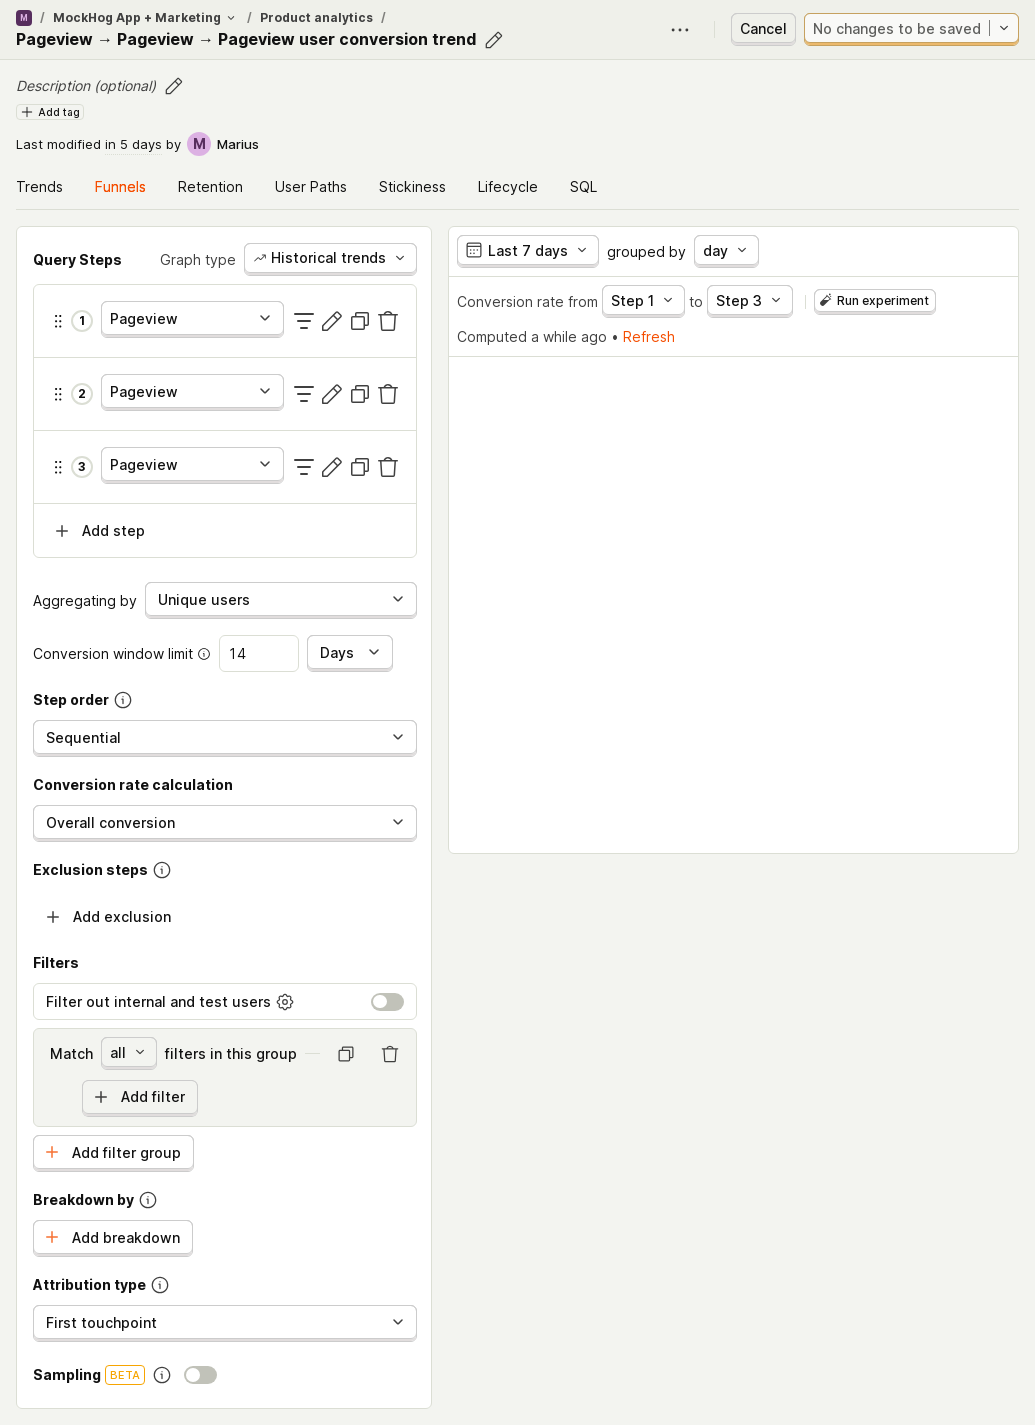 M / MockHog App + Marketing / Product analytics /
Pageview → Pageview → Pageview user conversion trend
Cancel
No changes to be saved
Description (optional)
Add tag
Last modified in 5 days by M Marius
Trends Funnels Retention User Paths Stickiness Lifecycle SQL
Query Steps Graph type Historical trends
1 Pageview
2 Pageview
3 Pageview
Add step
Aggregating by Unique users
Conversion window limit 14 Days
Step order
Sequential
Conversion rate calculation
Overall conversion
Exclusion steps
Add exclusion
Filters
Filter out internal and test users
Match all filters in this group
Add filter
Add filter group
Breakdown by
Add breakdown
Attribution type
First touchpoint
Sampling BETA
Last 7 days grouped by day
Conversion rate from Step 1 to Step 3 Run experiment
Computed a while ago • Refresh